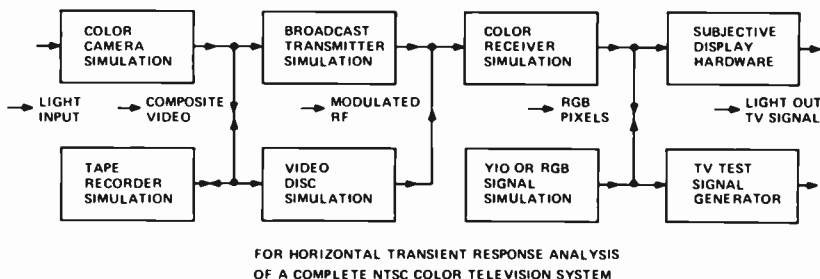 COLOR
CAMERA
SIMULATION
BROADCAST
TRANSMITTER
SIMULATION
COLOR
RECEIVER
SIMULATION
SUBJECTIVE
DISPLAY
HARDWARE
LIGHT
INPUT
COMPOSITE
VIDEO
MODULATED
RF
RGB
PIXELS
LIGHT OUT
TV SIGNAL
TAPE
RECORDER
SIMULATION
VIDEO
DISC
SIMULATION
YIQ OR RGB
SIGNAL
SIMULATION
TV TEST
SIGNAL
GENERATOR
FOR HORIZONTAL TRANSIENT RESPONSE ANALYSIS
OF A COMPLETE NTSC COLOR TELEVISION SYSTEM